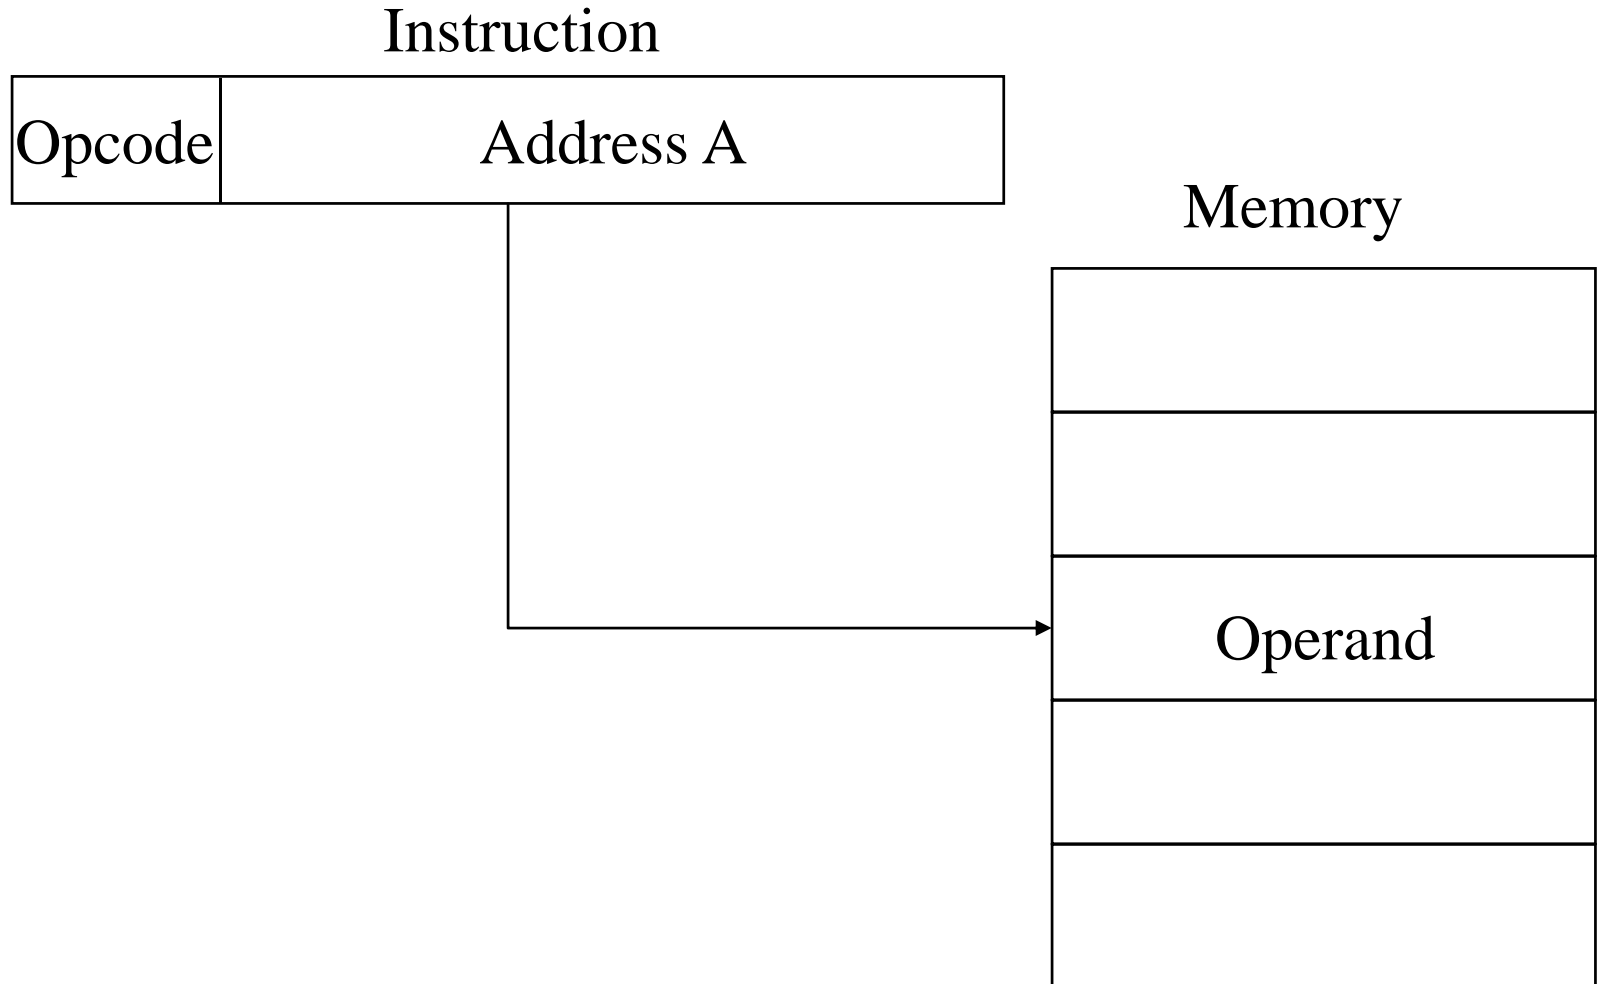 Instruction
Opcode
Address A
Memory
Operand